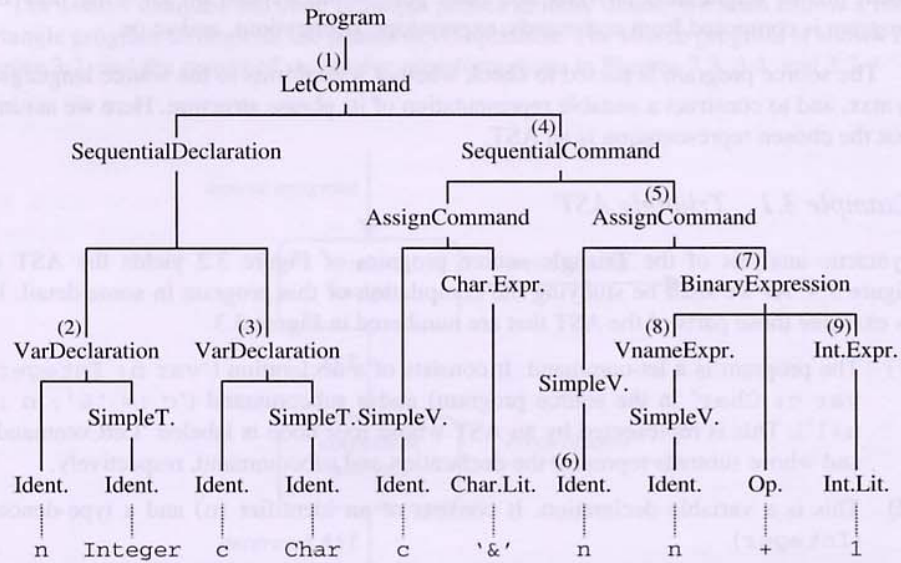 Program
(1)
LetCommand
(4)
SequentialDeclaration SequentialCommand
(5)
AssignCommand AssignCommand
(7)
Char.Expr. BinaryExpression
(2) (3) (8) (9)
VarDeclaration VarDeclaration VnameExpr. Int.Expr.
SimpleV.
SimpleT. SimpleT. SimpleV. SimpleV.
(6)
Ident. Ident. Ident. Ident. Ident. Char.Lit. Ident. Ident. Op. Int.Lit.
n Integer c Char c ‘&’ n n + 1